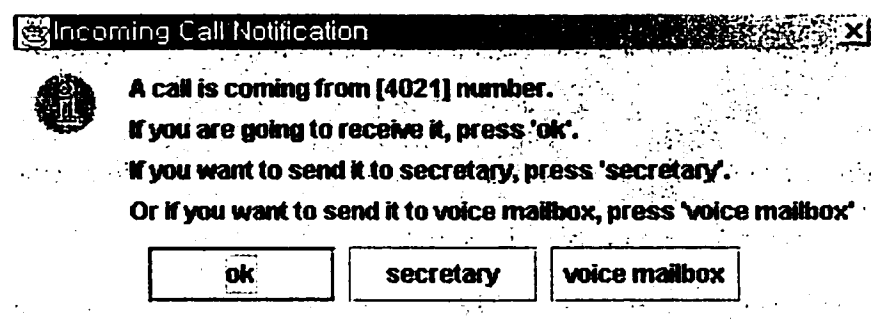 Incoming Call Notification
A call is coming from [4021] number.
If you are going to receive it, press 'ok'.
If you want to send it to secretary, press 'secretary'.
Or if you want to send it to voice mailbox, press 'voice mailbox'
ok secretary voice mailbox